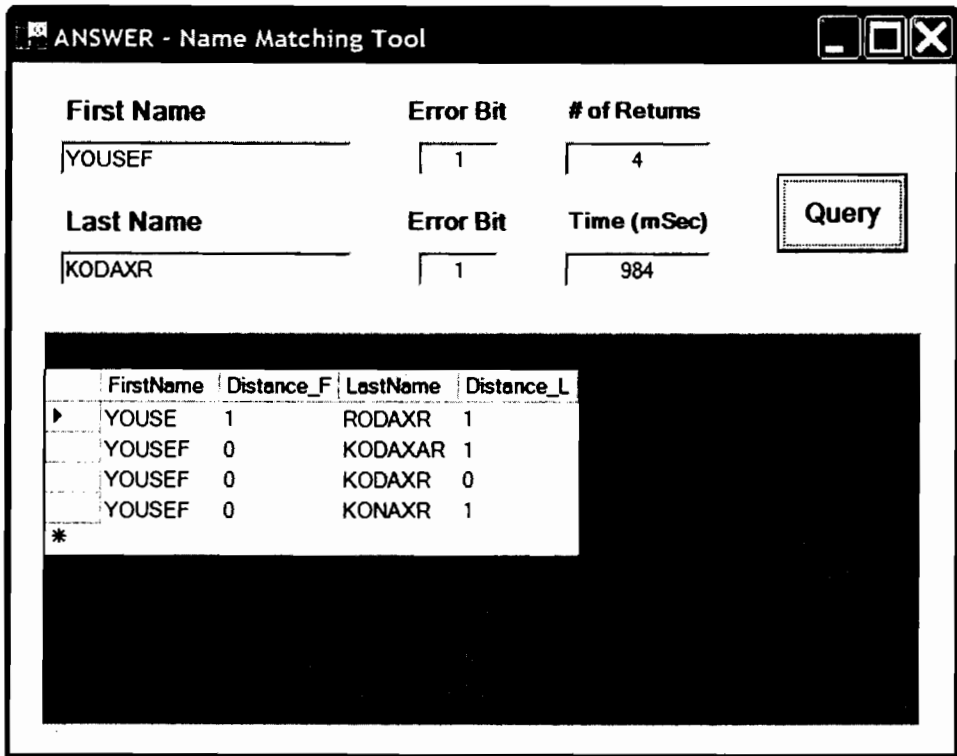 ANSWER - Name Matching Tool
First Name Error Bit # of Returns
YOUSEF 1 4
Query
Last Name Error Bit Time (mSec)
KODAXR 1 984
FirstName Distance_F LastName Distance_L
YOUSE 1 RODAXR 1
YOUSEF 0 KODAXAR 1
YOUSEF 0 KODAXR 0
YOUSEF 0 KONAXR 1
*